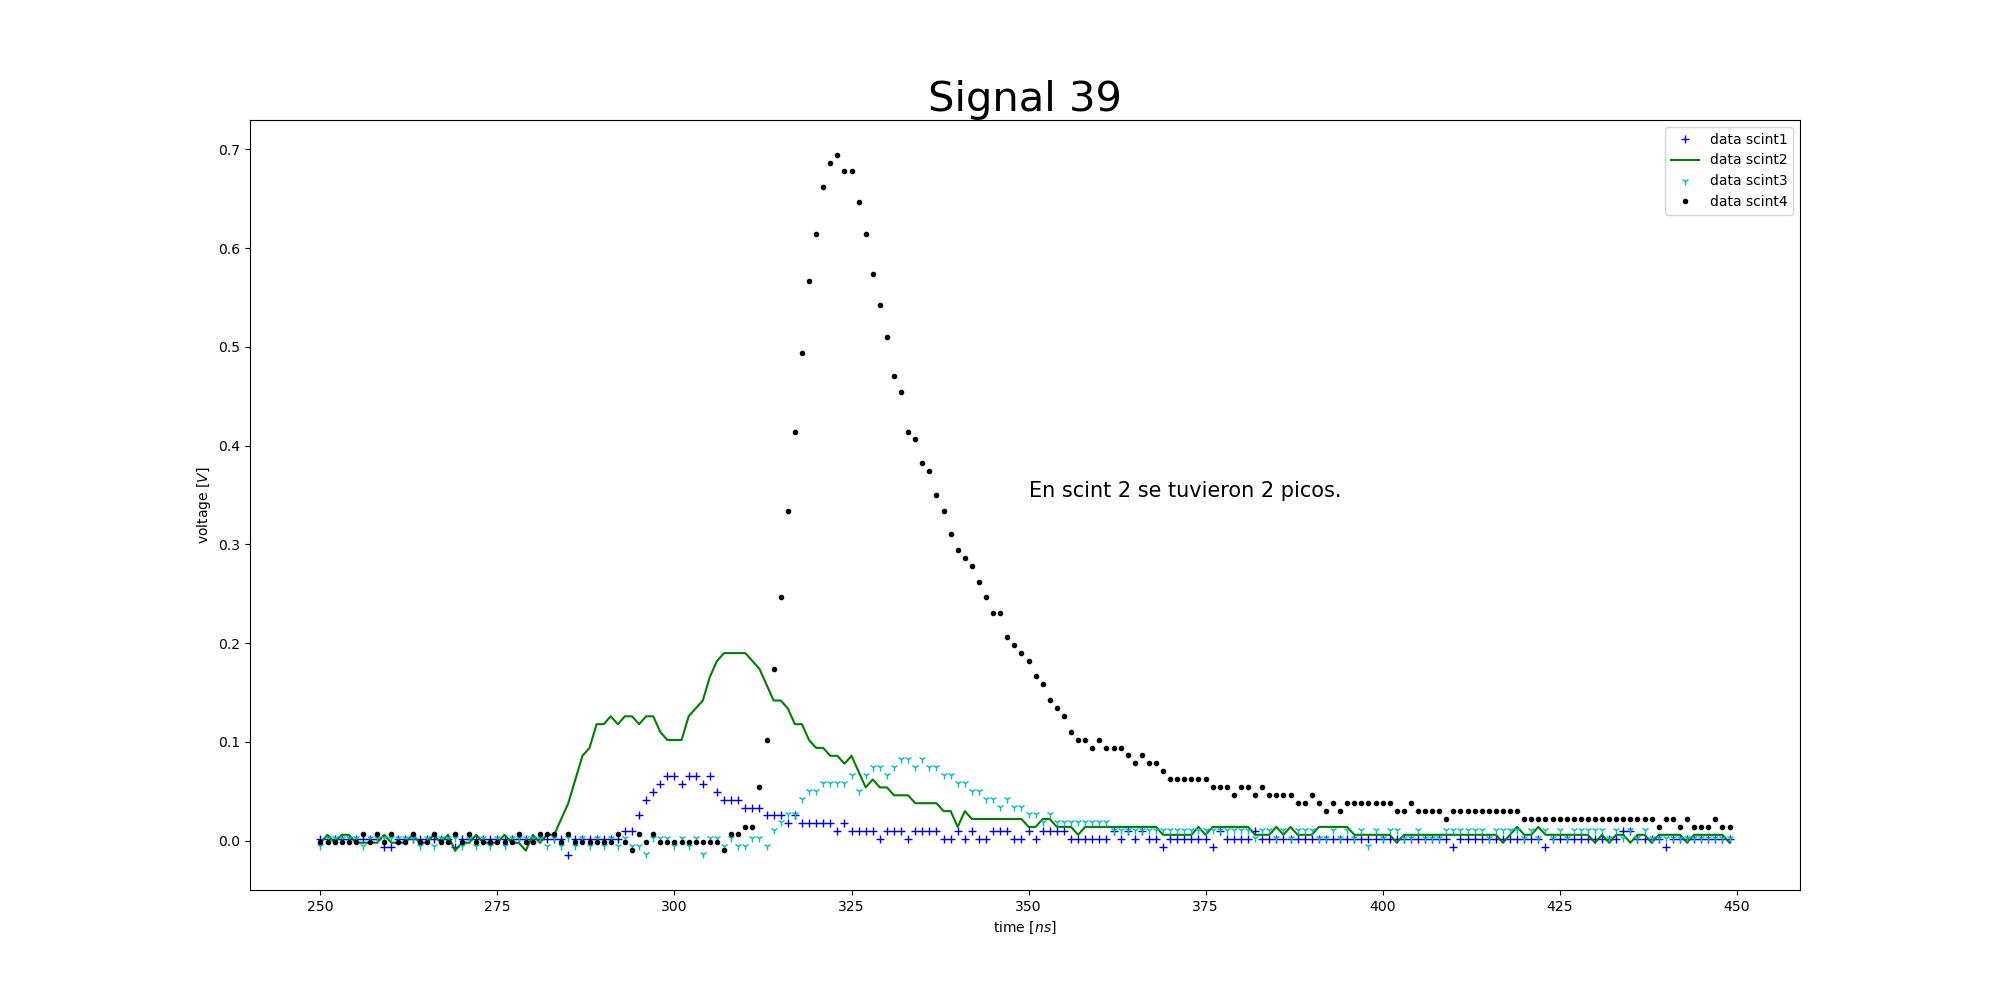 Signal 39
data scint1
data scint2
data scint3
data scint4
0.7
0.6
0.5
0.4
0.3
0.2
0.1
0.0
voltage [V]
En scint 2 se tuvieron 2 picos.
250 275 300 325 350 375 400 425 450
time [ns]